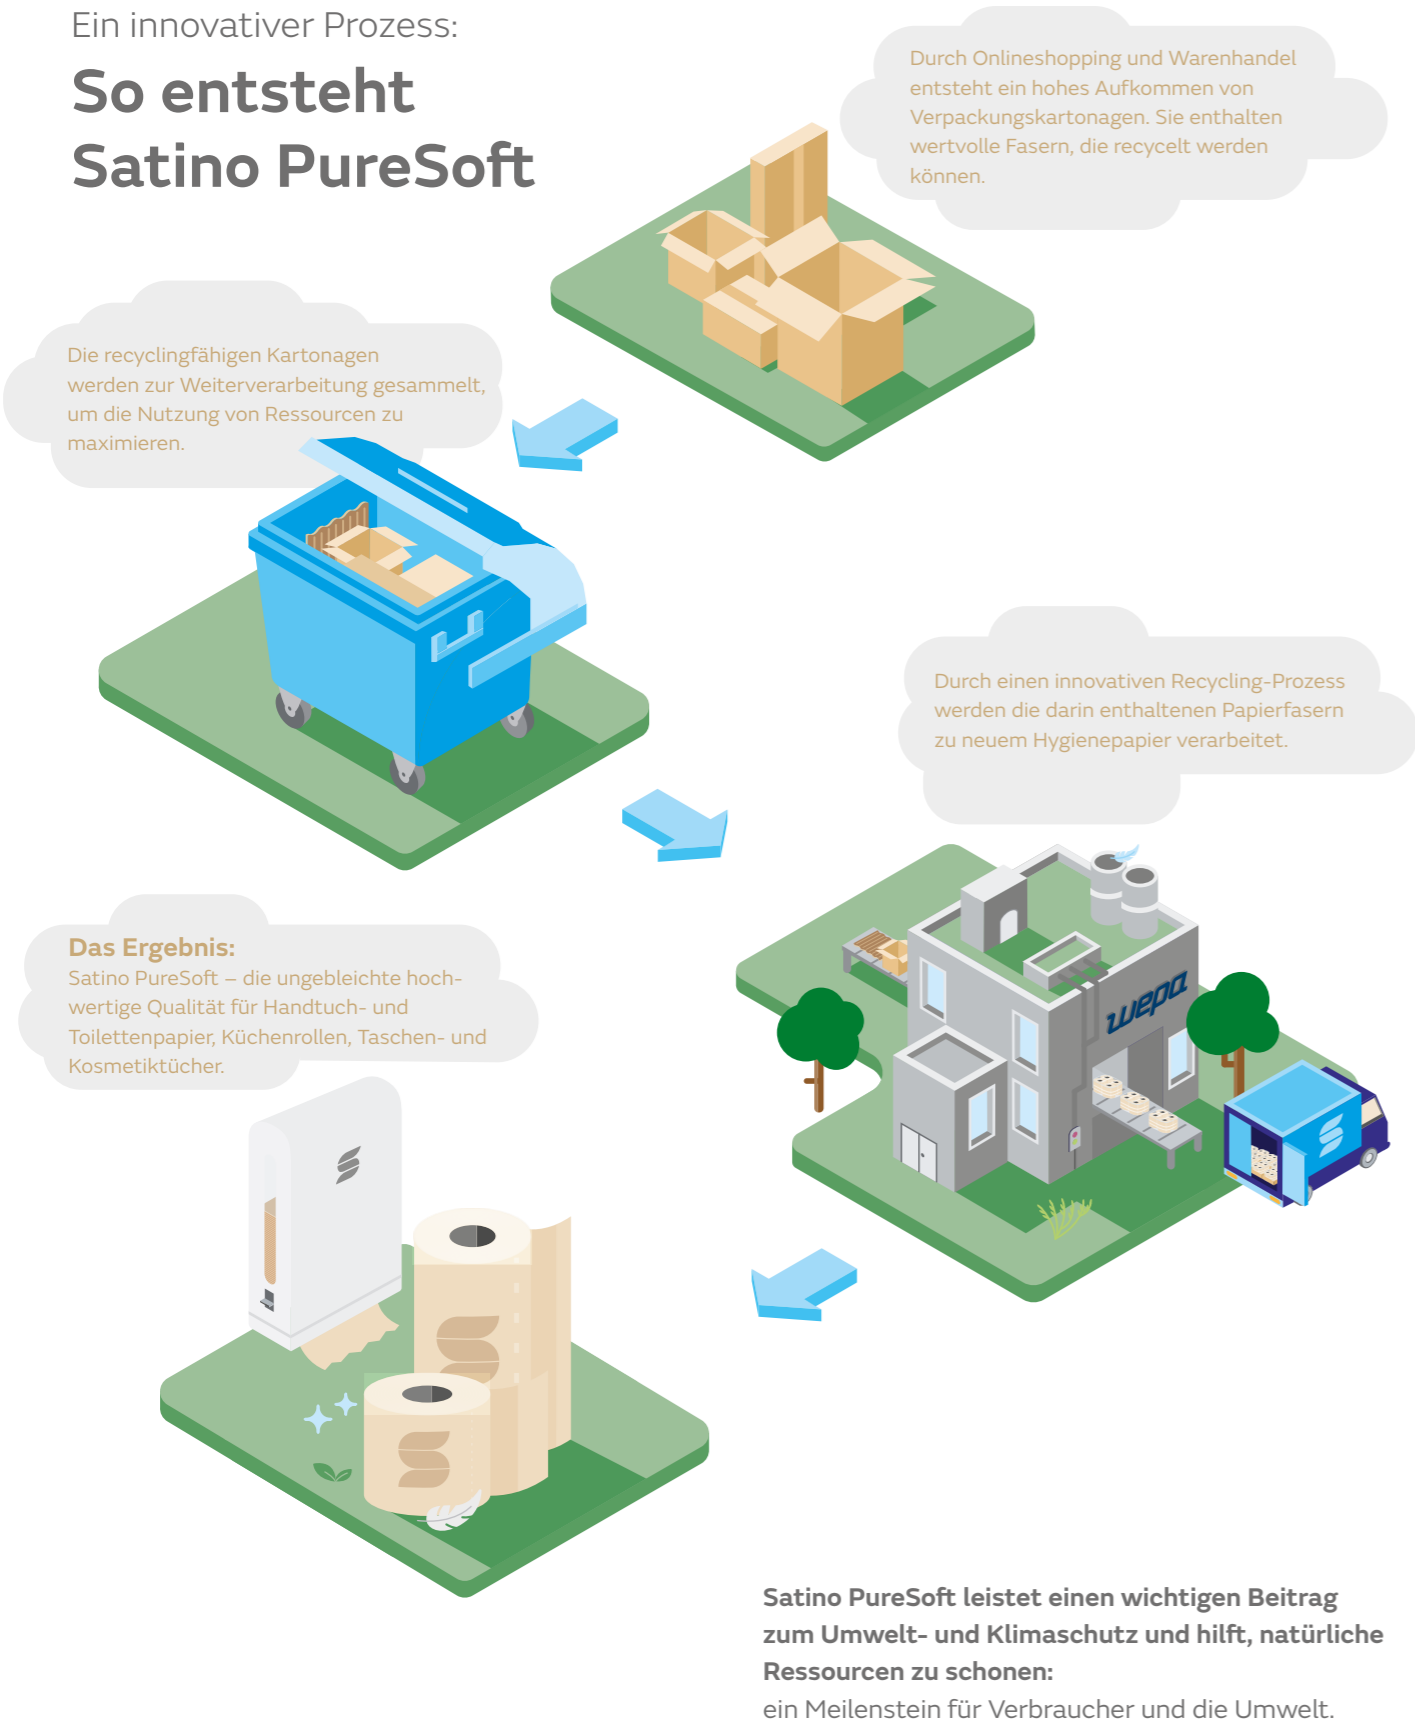 Ein innovativer Prozess:
So entsteht
Satino PureSoft
Durch Onlineshopping und Warenhandel
entsteht ein hohes Aufkommen von
Verpackungskartonagen. Sie enthalten
wertvolle Fasern, die recycelt werden
können.
Die recyclingfähigen Kartonagen
werden zur Weiterverarbeitung gesammelt,
um die Nutzung von Ressourcen zu
maximieren.
Durch einen innovativen Recycling-Prozess
werden die darin enthaltenen Papierfasern
zu neuem Hygienepapier verarbeitet.
wepa
Das Ergebnis:
Satino PureSoft – die ungebleichte hoch-
wertige Qualität für Handtuch- und
Toilettenpapier, Küchenrollen, Taschen- und
Kosmetiktücher.
Satino PureSoft leistet einen wichtigen Beitrag
zum Umwelt- und Klimaschutz und hilft, natürliche
Ressourcen zu schonen:
ein Meilenstein für Verbraucher und die Umwelt.